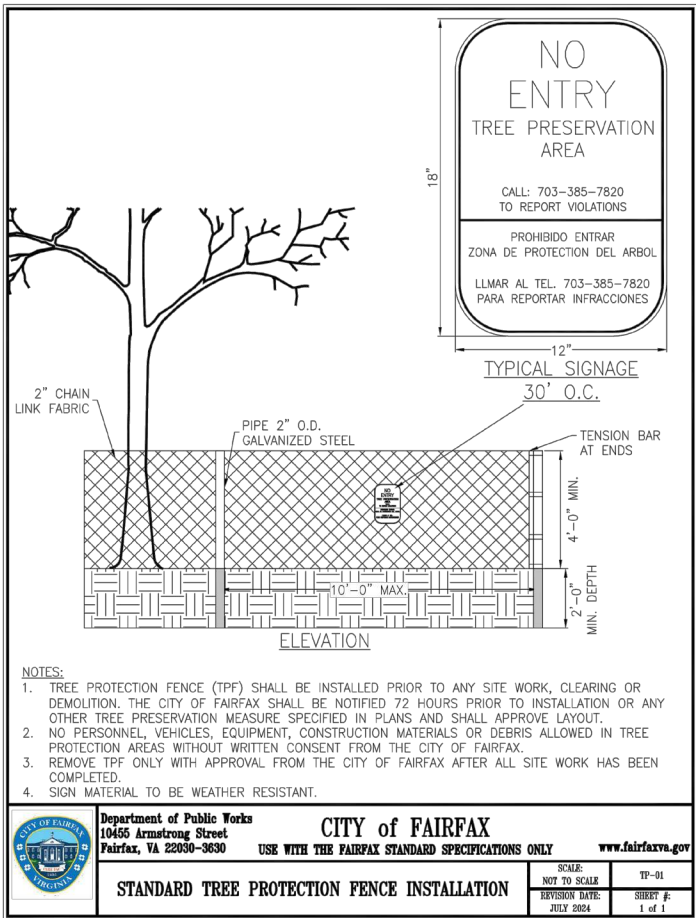 NO
ENTRY
TREE PRESERVATION
AREA
CALL: 703-385-7820
TO REPORT VIOLATIONS
PROHIBIDO ENTRAR
ZONA DE PROTECTION DEL ARBOL
LLMAR AL TEL. 703-385-7820
PARA REPORTAR INFRACCIONES
18"
12"
TYPICAL SIGNAGE
30' O.C.
2" CHAIN
LINK FABRIC
PIPE 2" O.D.
GALVANIZED STEEL
TENSION BAR
AT ENDS
NO
ENTRY
4'-0" MIN.
10'-0" MAX.
2'-0"
MIN. DEPTH
ELEVATION
NOTES:
1. TREE PROTECTION FENCE (TPF) SHALL BE INSTALLED PRIOR TO ANY SITE WORK, CLEARING OR
DEMOLITION. THE CITY OF FAIRFAX SHALL BE NOTIFIED 72 HOURS PRIOR TO INSTALLATION OR ANY
OTHER TREE PRESERVATION MEASURE SPECIFIED IN PLANS AND SHALL APPROVE LAYOUT.
2. NO PERSONNEL, VEHICLES, EQUIPMENT, CONSTRUCTION MATERIALS OR DEBRIS ALLOWED IN TREE
PROTECTION AREAS WITHOUT WRITTEN CONSENT FROM THE CITY OF FAIRFAX.
3. REMOVE TPF ONLY WITH APPROVAL FROM THE CITY OF FAIRFAX AFTER ALL SITE WORK HAS BEEN
COMPLETED.
4. SIGN MATERIAL TO BE WEATHER RESISTANT.
CITY OF FAIRFAX
VIRGINIA
Department of Public Works
10455 Armstrong Street
Fairfax, VA 22030-3630
CITY of FAIRFAX
USE WITH THE FAIRFAX STANDARD SPECIFICATIONS ONLY
www.fairfaxva.gov
STANDARD TREE PROTECTION FENCE INSTALLATION
SCALE:
NOT TO SCALE
TP-01
REVISION DATE:
JULY 2024
SHEET #:
1 of 1